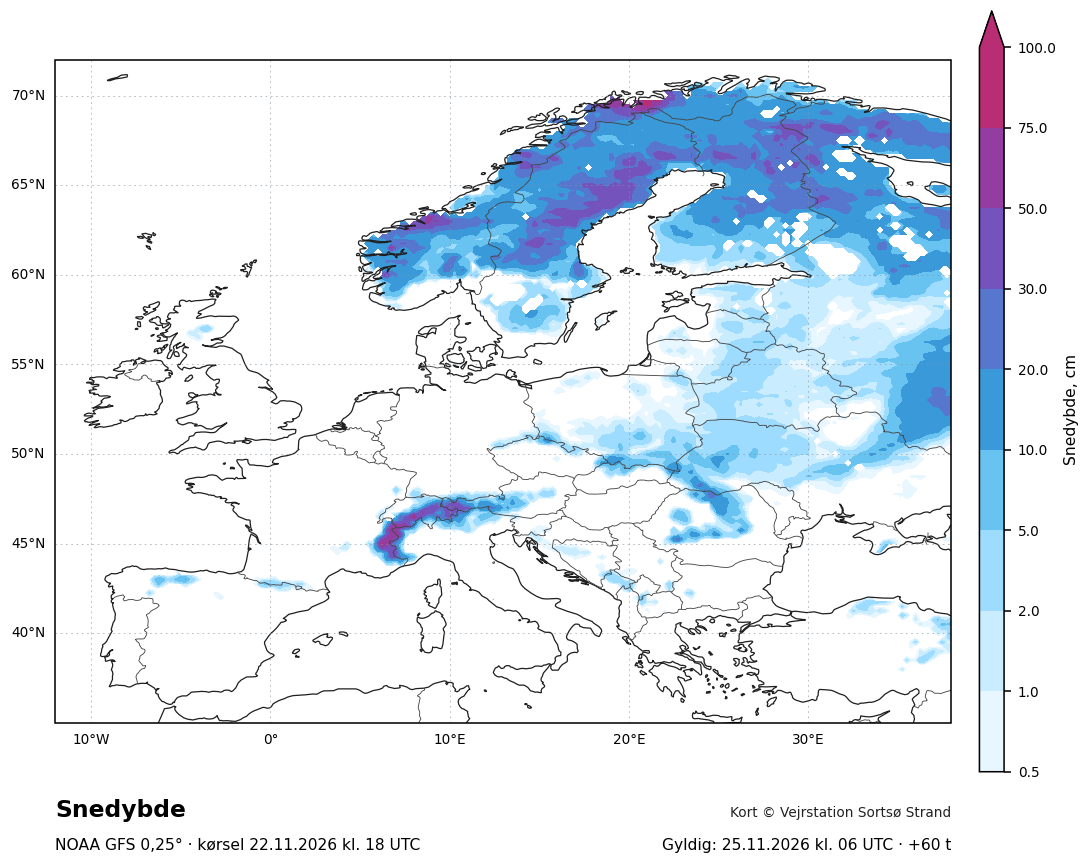 70°N
65°N
60°N
55°N
50°N
45°N
40°N
10°W 0° 10°E 20°E 30°E
100.0
75.0
50.0
30.0
20.0
10.0
5.0
2.0
1.0
0.5
Snedybde, cm
Snedybde
Kort © Vejrstation Sortsø Strand
NOAA GFS 0,25° · kørsel 22.11.2026 kl. 18 UTC
Gyldig: 25.11.2026 kl. 06 UTC · +60 t